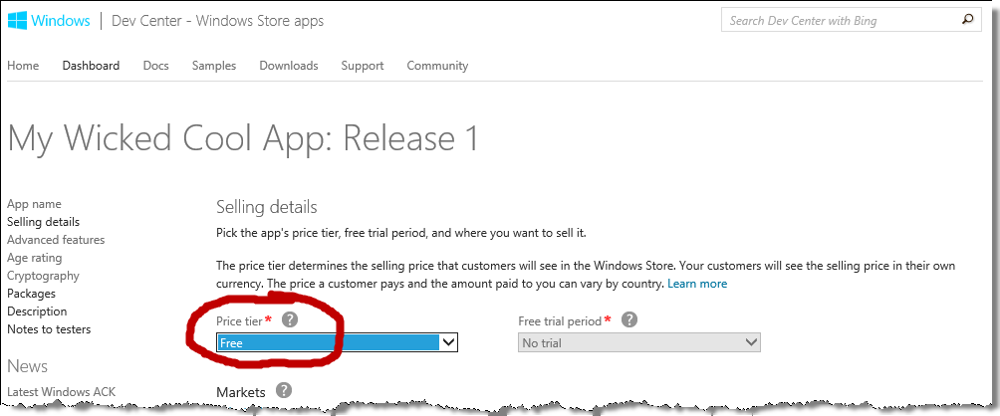 Windows | Dev Center - Windows Store apps
Search Dev Center with Bing
Home Dashboard Docs Samples Downloads Support Community
My Wicked Cool App: Release 1
App name
Selling details
Advanced features
Age rating
Cryptography
Packages
Description
Notes to testers
News
Latest Windows ACK
Selling details
Pick the app's price tier, free trial period, and where you want to sell it.
The price tier determines the selling price that customers will see in the Windows Store. Your customers will see the selling price in their own
currency. The price a customer pays and the amount paid to you can vary by country. Learn more
Price tier * ? Free trial period * ?
Free No trial
Markets ?